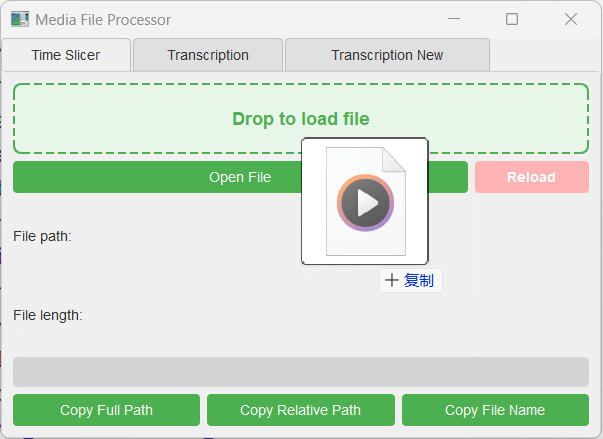 Media File Processor
Time Slicer
Transcription
Transcription New
Drop to load file
Open File
Reload
File path:
复制
File length:
Copy Full Path
Copy Relative Path
Copy File Name